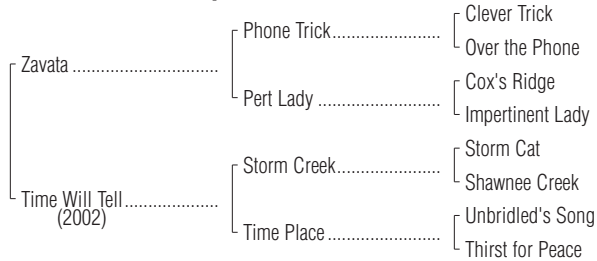 Clever Trick
Phone Trick..................
Over the Phone
Zavata ............................
Cox's Ridge
Pert Lady ....................
Impertinent Lady
Storm Cat
Storm Creek.................
Shawnee Creek
Time Will Tell..................
(2002)
Unbridled's Song
Time Place ...................
Thirst for Peace